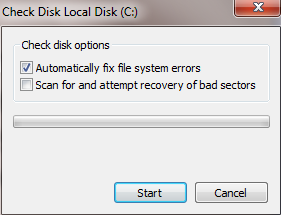 Check Disk Local Disk (C:)
Check disk options
Automatically fix file system errors
Scan for and attempt recovery of bad sectors
Start
Cancel